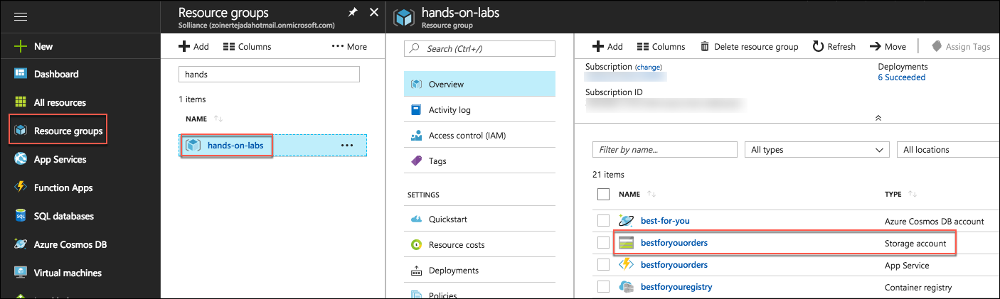 New
Dashboard
All resources
Resource groups
App Services
Function Apps
SQL databases
SQL
Azure Cosmos DB
Virtual machines
Resource groups
Solliance (zoinertejadahotmail.onmicrosoft.com)
Add Columns More
hands
1 items
NAME
hands-on-labs
hands-on-labs
Resource group
Search (Ctrl+/)
Overview
Activity log
Access control (IAM)
Tags
SETTINGS
Quickstart
Resource costs
Deployments
Policies
Add Columns Delete resource group Refresh Move Assign Tags
Subscription (change) Deployments
6 Succeeded
Subscription ID
Filter by name... All types All locations
21 items
NAME TYPE
best-for-you Azure Cosmos DB account
bestforyouorders Storage account
bestforyouorders App Service
bestforyouregistry Container registry